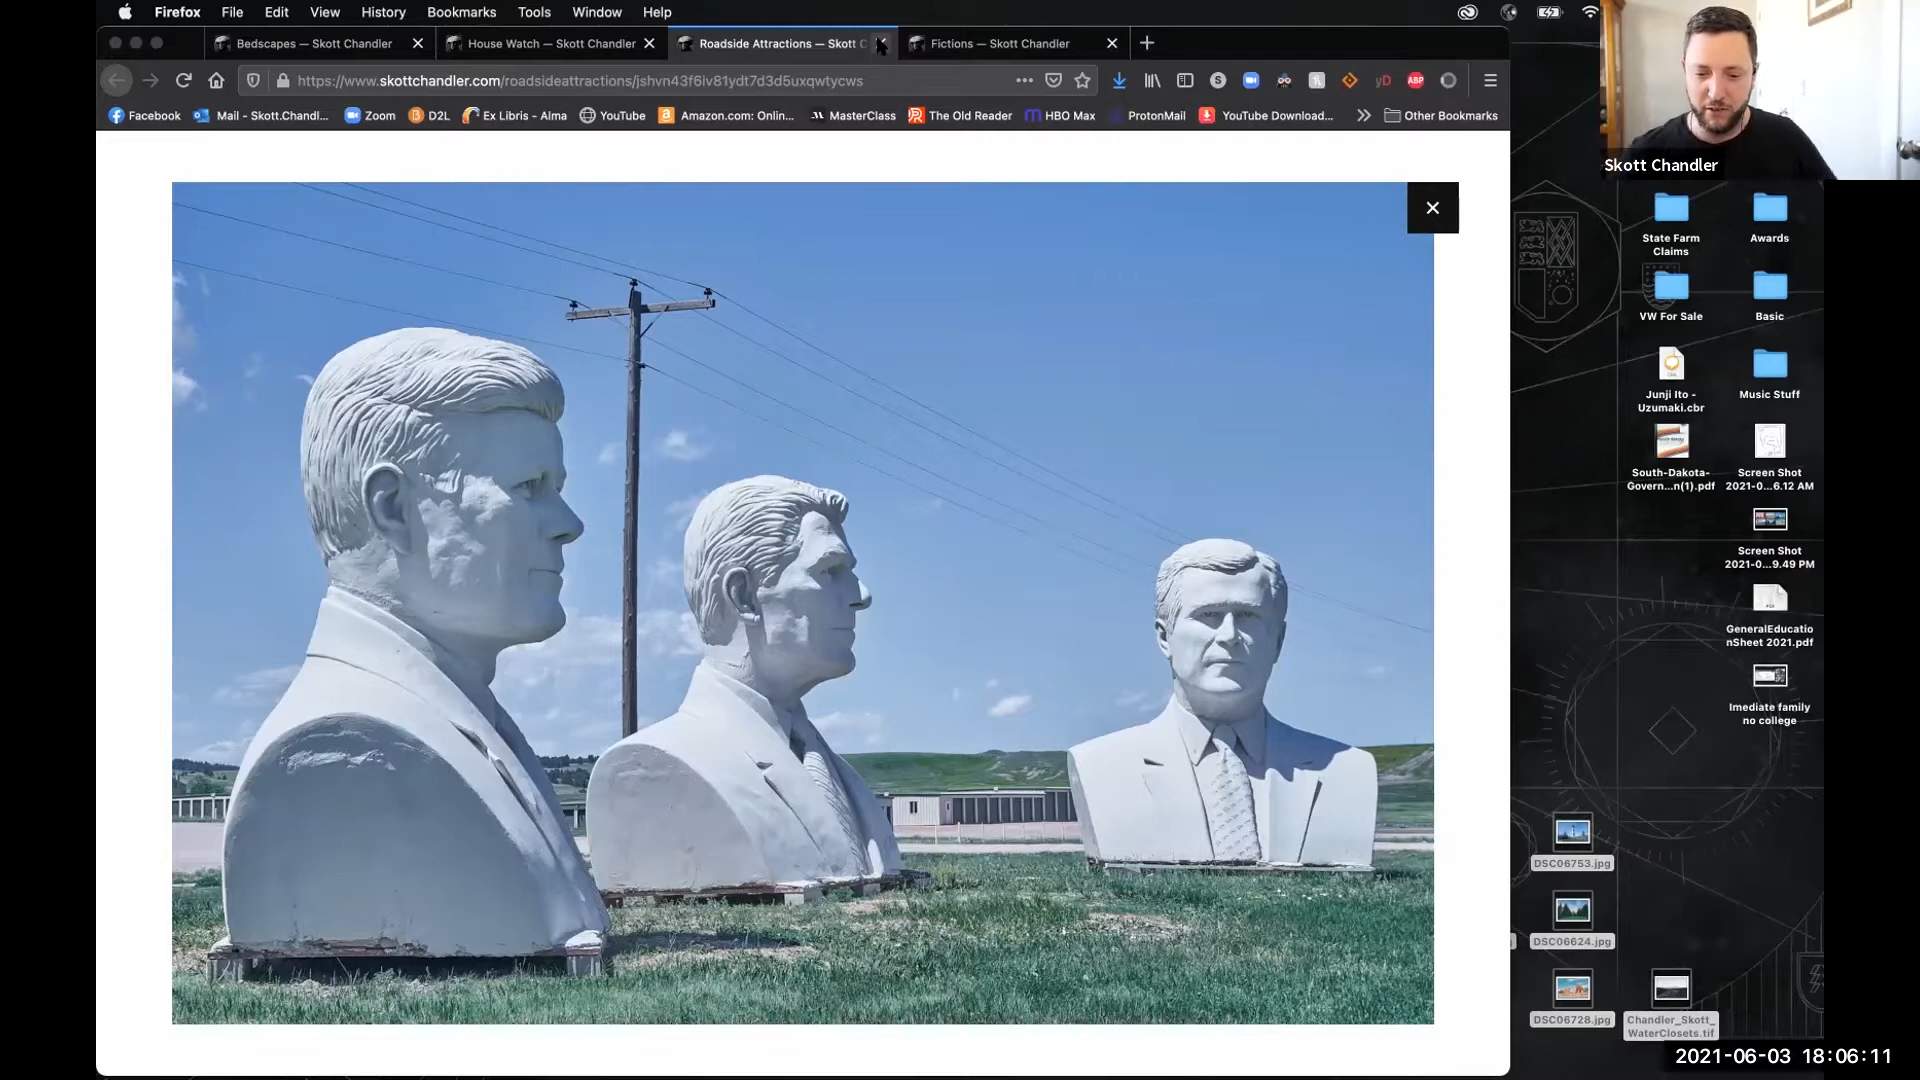 Firefox File Edit View History Bookmarks Tools Window Help
Bedscapes — Skott Chandler
House Watch — Skott Chandler
Roadside Attractions — Skott C
Fictions — Skott Chandler
https://www.skottchandler.com/roadsideattractions/jshvn43f6iv81ydt7d3d5uxqwtycws
Facebook Mail - Skott.Chandl... Zoom D2L Ex Libris - Alma YouTube Amazon.com: Onlin... MasterClass The Old Reader HBO Max ProtonMail YouTube Download... Other Bookmarks
Skott Chandler
State Farm
Claims
Awards
VW For Sale
Basic
Junji Ito -
Uzumaki.cbr
Music Stuff
South-Dakota-
Govern...n(1).pdf
Screen Shot
2021-0...6.12 AM
Screen Shot
2021-0...9.49 PM
GeneralEducatio
nSheet 2021.pdf
Imediate family
no college
DSC06753.jpg
DSC06624.jpg
DSC06728.jpg
Chandler_Skott_
WaterClosets.tif
2021-06-03 18:06:11